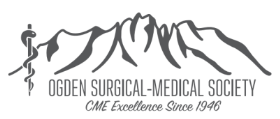 OGDEN SURGICAL-MEDICAL SOCIETY
CME Excellence Since 1946